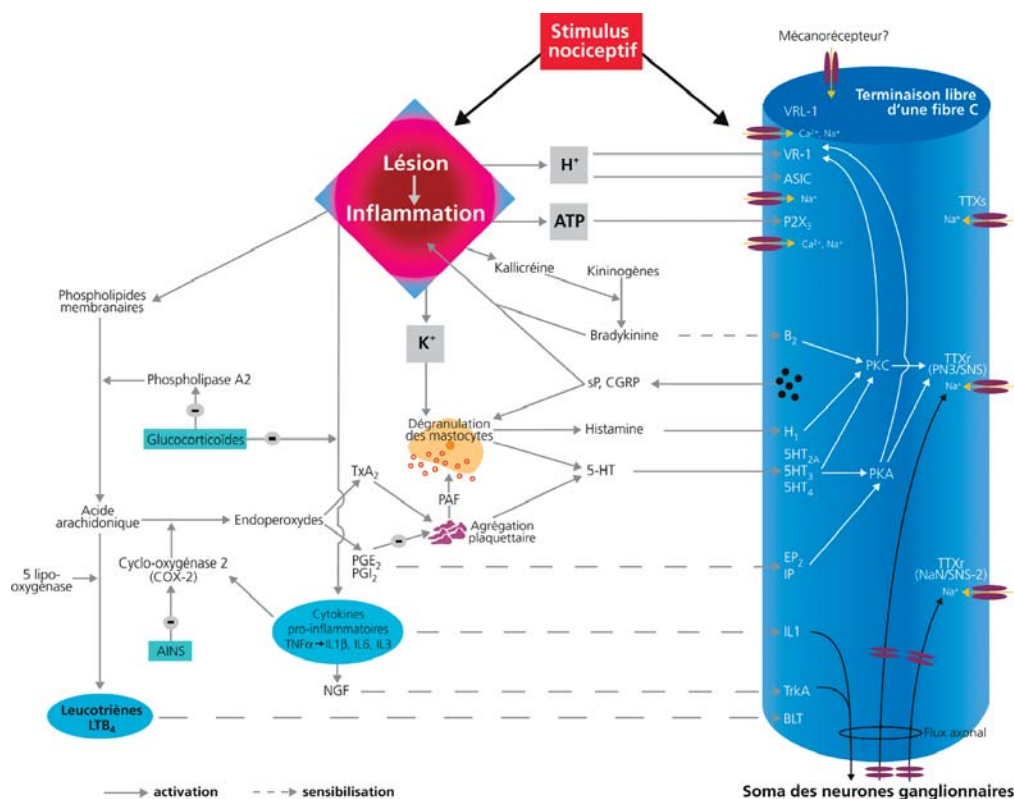 Stimulus
nociceptif
Mécanorécepteur?
Terminaison libre
d'une fibre C
VRL-1
Ca²⁺, Na⁺
VR-1
ASIC
Na⁺
P2X₃
Ca²⁺, Na⁺
TTXs
Na⁺
Lésion
Inflammation
H⁺
ATP
Kallicréine
Kininogènes
Bradykinine
B₂
Phospholipides
membranaires
K⁺
Phospholipase A2
-
Glucocorticoïdes
-
sP, CGRP
PKC
TTXr
(PN3/SNS)
Na⁺
Dégranulation
des mastocytes
Histamine
H₁
5-HT
5HT₂A
5HT₃
5HT₄
PKA
TxA₂
PAF
Acide
arachidonique
Endoperoxydes
-
Agrégation
plaquettaire
PGE₂
PGI₂
EP₂
IP
5 lipo-
oxygénase
Cyclo-oxygénase 2
(COX-2)
-
AINS
TTXr
(NaN/SNS-2)
Na⁺
Cytokines
pro-inflammatoires
TNFα→IL1β, IL6, IL3
IL1
NGF
TrkA
Leucotriènes
LTB₄
BLT
Flux axonal
activation
sensibilisation
Soma des neurones ganglionnaires